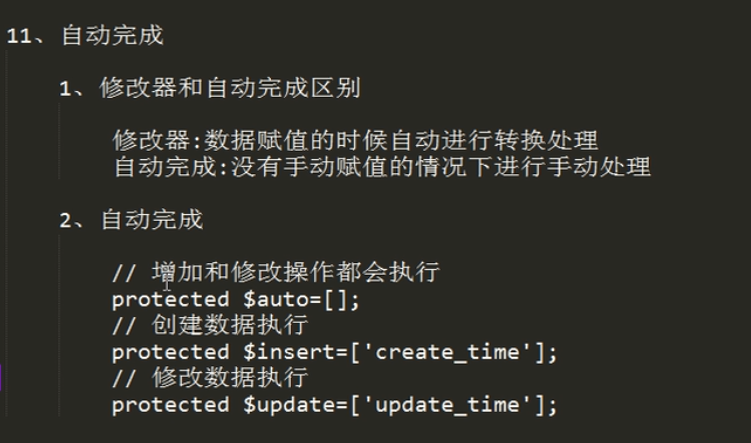 11、自动完成
1、修改器和自动完成区别
修改器:数据赋值的时候自动进行转换处理
自动完成:没有手动赋值的情况下进行手动处理
2、自动完成
// 增加和修改操作都会执行
protected $auto=[];
// 创建数据执行
protected $insert=['create_time'];
// 修改数据执行
protected $update=['update_time'];